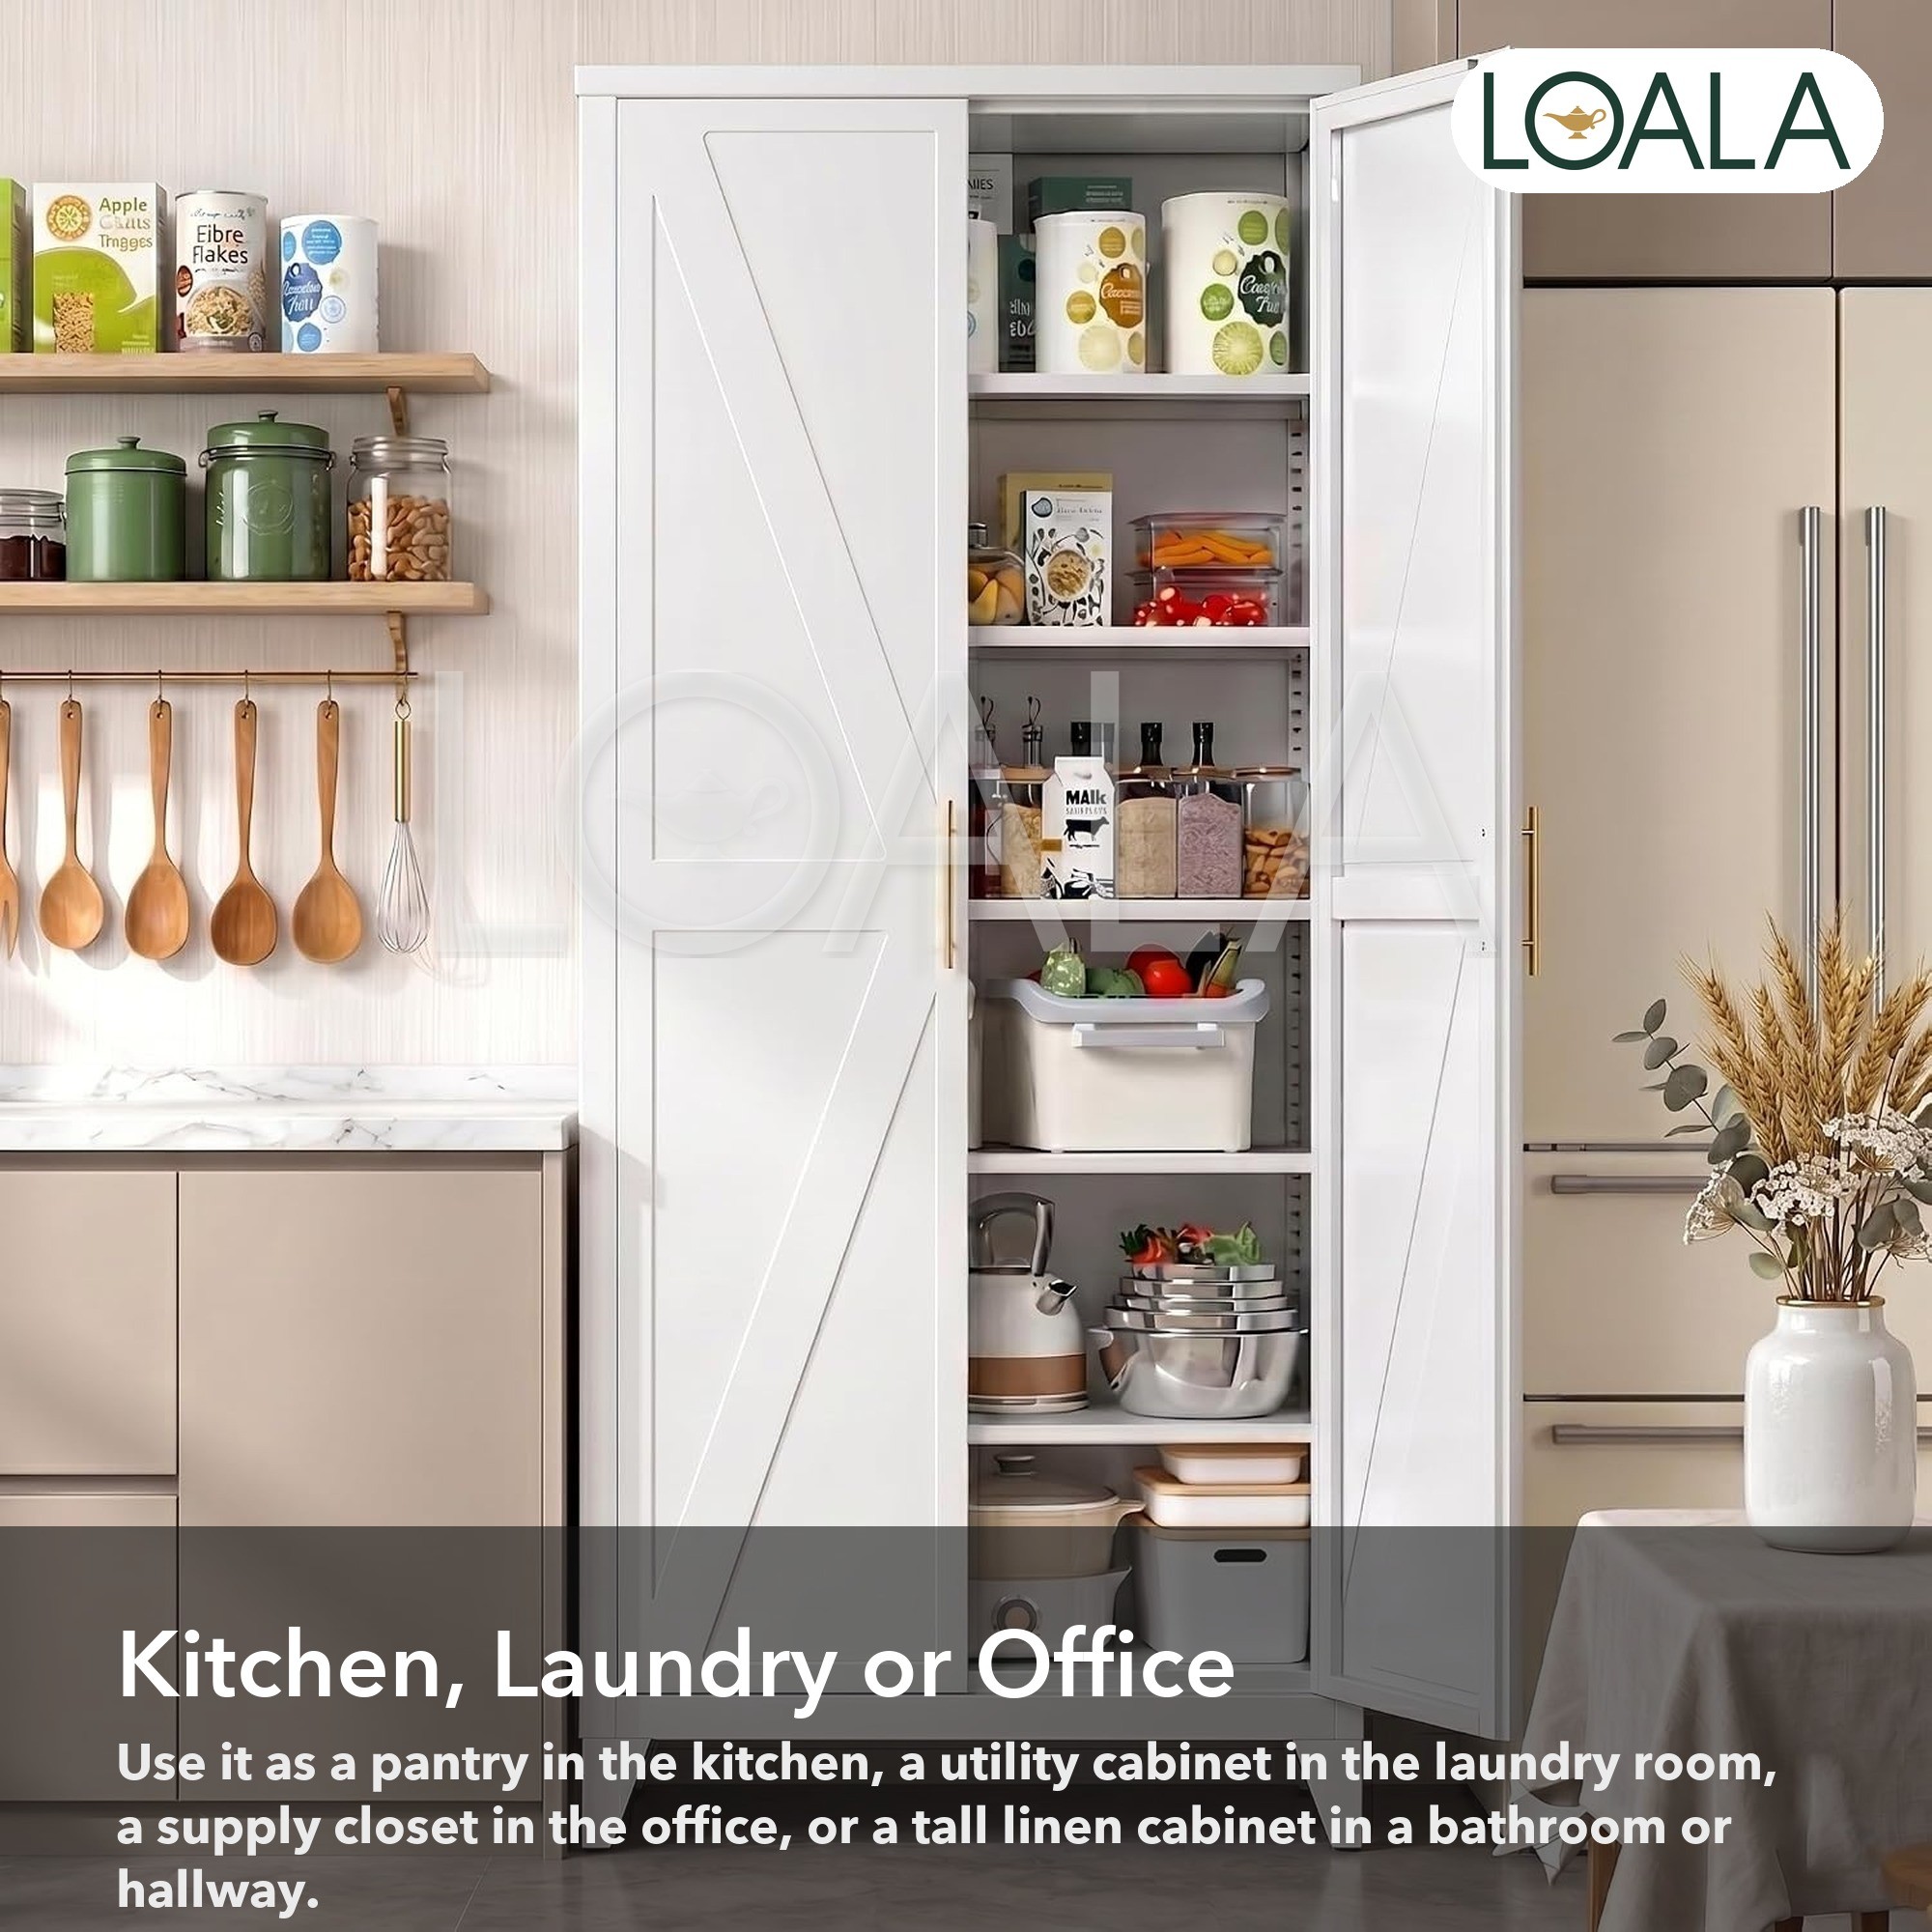 LOALA
Apple
Eibre
Flakes
LOALA
MAlk
Kitchen, Laundry or Office
Use it as a pantry in the kitchen, a utility cabinet in the laundry room,
a supply closet in the office, or a tall linen cabinet in a bathroom or
hallway.